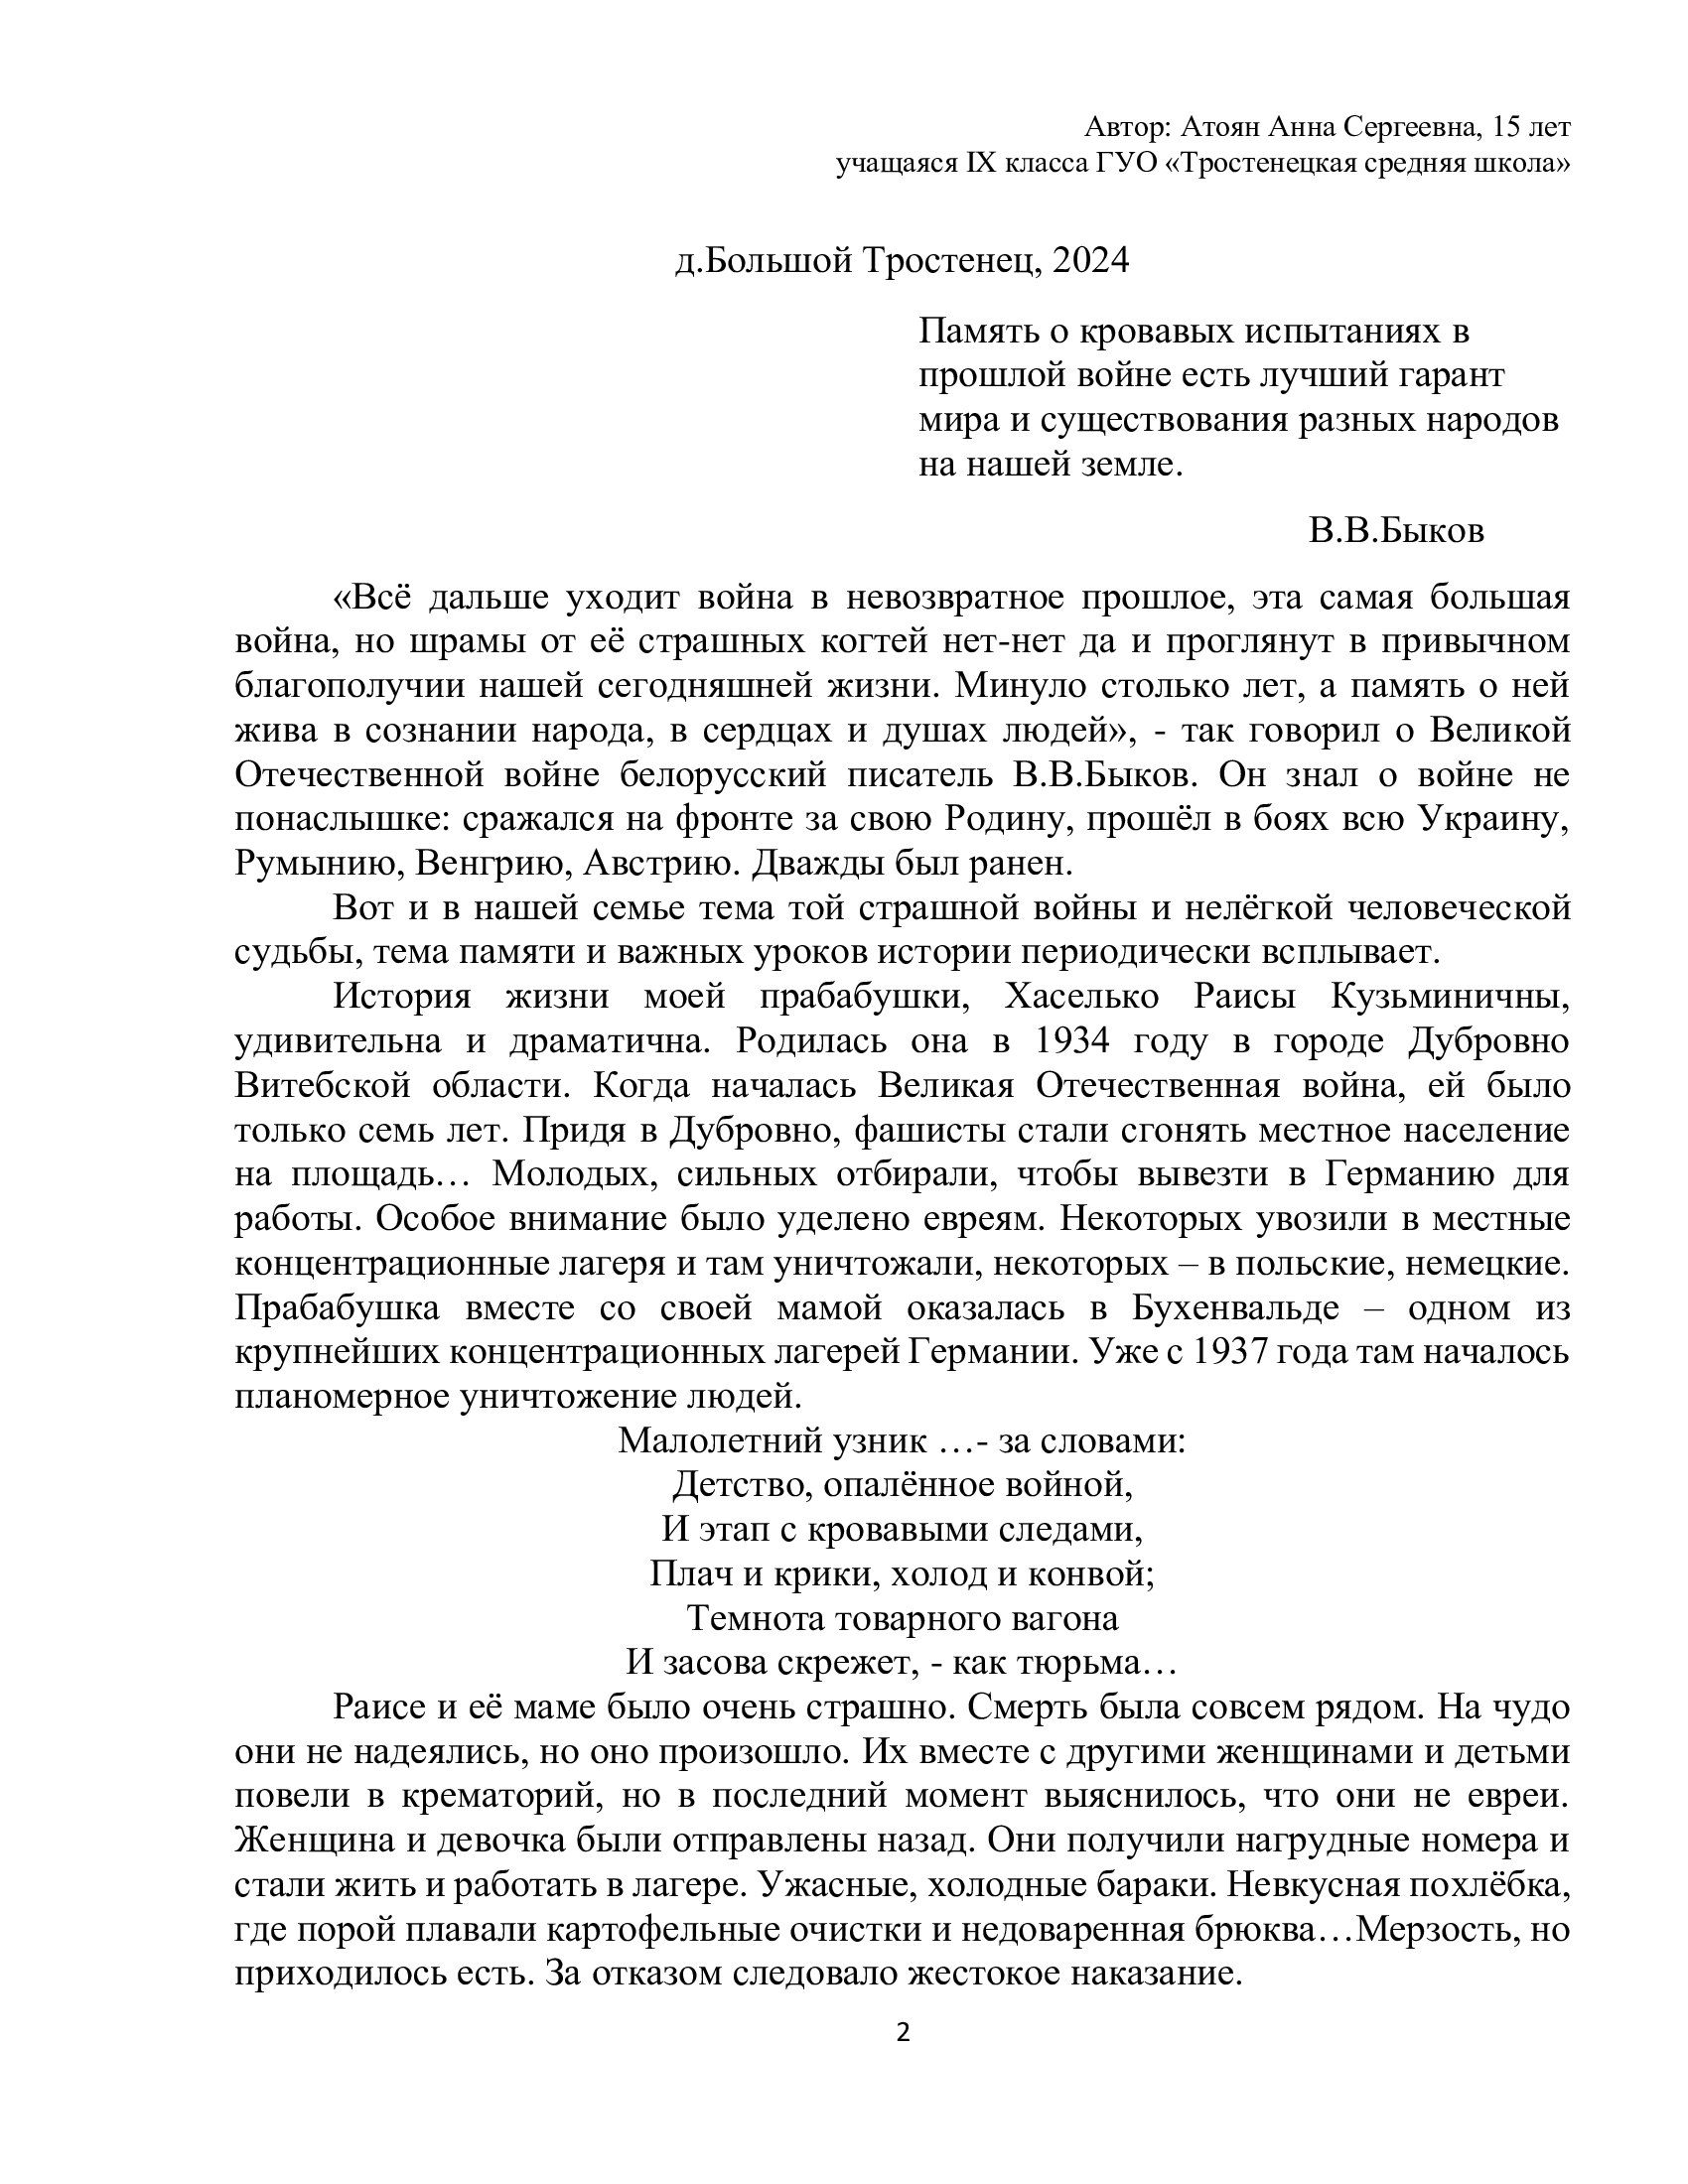 Автор: Атоян Анна Сергеевна, 15 лет
учащаяся IX класса ГУО «Тростенецкая средняя школа»
д.Большой Тростенец, 2024
Память о кровавых испытаниях в
прошлой войне есть лучший гарант
мира и существования разных народов
на нашей земле.
В.В.Быков
«Всё дальше уходит война в невозвратное прошлое, эта самая большая
война, но шрамы от её страшных когтей нет-нет да и проглянут в привычном
благополучии нашей сегодняшней жизни. Минуло столько лет, а память о ней
жива в сознании народа, в сердцах и душах людей», - так говорил о Великой
Отечественной войне белорусский писатель В.В.Быков. Он знал о войне не
понаслышке: сражался на фронте за свою Родину, прошёл в боях всю Украину,
Румынию, Венгрию, Австрию. Дважды был ранен.
Вот и в нашей семье тема той страшной войны и нелёгкой человеческой
судьбы, тема памяти и важных уроков истории периодически всплывает.
История жизни моей прабабушки, Хаселько Раисы Кузьминичны,
удивительна и драматична. Родилась она в 1934 году в городе Дубровно
Витебской области. Когда началась Великая Отечественная война, ей было
только семь лет. Придя в Дубровно, фашисты стали сгонять местное население
на площадь… Молодых, сильных отбирали, чтобы вывезти в Германию для
работы. Особое внимание было уделено евреям. Некоторых увозили в местные
концентрационные лагеря и там уничтожали, некоторых – в польские, немецкие.
Прабабушка вместе со своей мамой оказалась в Бухенвальде – одном из
крупнейших концентрационных лагерей Германии. Уже с 1937 года там началось
планомерное уничтожение людей.
Малолетний узник …- за словами:
Детство, опалённое войной,
И этап с кровавыми следами,
Плач и крики, холод и конвой;
Темнота товарного вагона
И засова скрежет, - как тюрьма…
Раисе и её маме было очень страшно. Смерть была совсем рядом. На чудо
они не надеялись, но оно произошло. Их вместе с другими женщинами и детьми
повели в крематорий, но в последний момент выяснилось, что они не евреи.
Женщина и девочка были отправлены назад. Они получили нагрудные номера и
стали жить и работать в лагере. Ужасные, холодные бараки. Невкусная похлёбка,
где порой плавали картофельные очистки и недоваренная брюква…Мерзость, но
приходилось есть. За отказом следовало жестокое наказание.
2